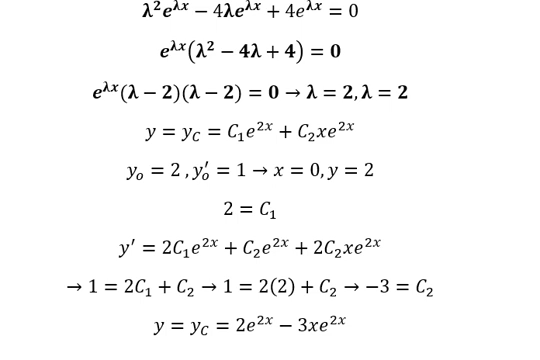 λ²e^{λx} − 4λe^{λx} + 4e^{λx} = 0
e^{λx}(λ² − 4λ + 4) = 0
e^{λx}(λ − 2)(λ − 2) = 0 → λ = 2, λ = 2
y = y_C = C₁e^{2x} + C₂xe^{2x}
y_o = 2 , y′_o = 1 → x = 0, y = 2
2 = C₁
y′ = 2C₁e^{2x} + C₂e^{2x} + 2C₂xe^{2x}
→ 1 = 2C₁ + C₂ → 1 = 2(2) + C₂ → −3 = C₂
y = y_C = 2e^{2x} − 3xe^{2x}